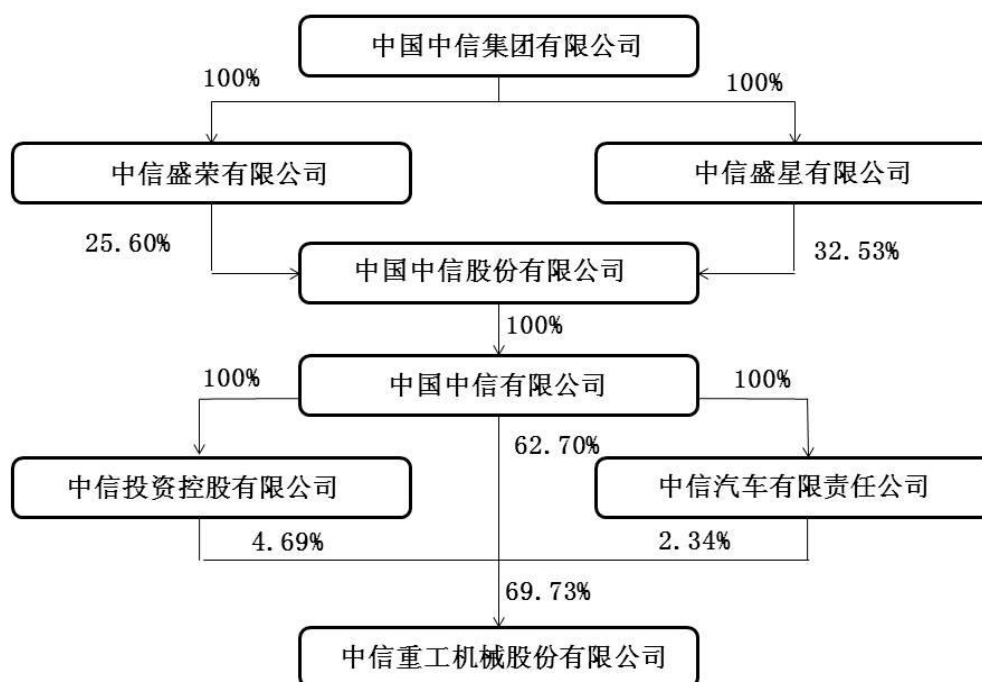 中国中信集团有限公司
100%
100%
中信盛荣有限公司
中信盛星有限公司
25.60%
32.53%
中国中信股份有限公司
100%
中国中信有限公司
100%
100%
62.70%
中信投资控股有限公司
中信汽车有限责任公司
4.69%
2.34%
69.73%
中信重工机械股份有限公司